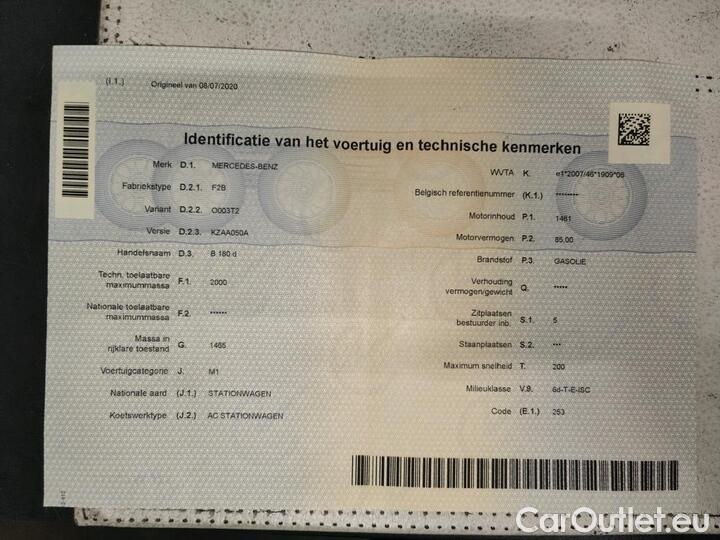 (I.1.) Origineel van 08/07/2020
Identificatie van het voertuig en technische kenmerken
Merk D.1. MERCEDES-BENZ
Fabriekstype D.2.1. F2B
Variant D.2.2. O003T2
Versie D.2.3. KZAA050A
Handelsnaam D.3. B 180 d
Techn. toelaatbare
maximummassa F.1. 2000
Nationale toelaatbare
maximummassa F.2. ******
Massa in
rijklare toestand G. 1465
Voertuigcategorie J. M1
Nationale aard (J.1.) STATIONWAGEN
Koetswerktype (J.2.) AC STATIONWAGEN
WVTA K. e1*2007/46*1909*06
Belgisch referentienummer (K.1.) ********
Motorinhoud P.1. 1461
Motorvermogen P.2. 85,00
Brandstof P.3. GASOLIE
Verhouding
vermogen/gewicht Q. *****
Zitplaatsen
bestuurder inb. S.1. 5
Staanplaatsen S.2. ***
Maximum snelheid T. 200
Milieuklasse V.9. 6d-T-E-ISC
Code (E.1.) 253
CarOutlet.eu